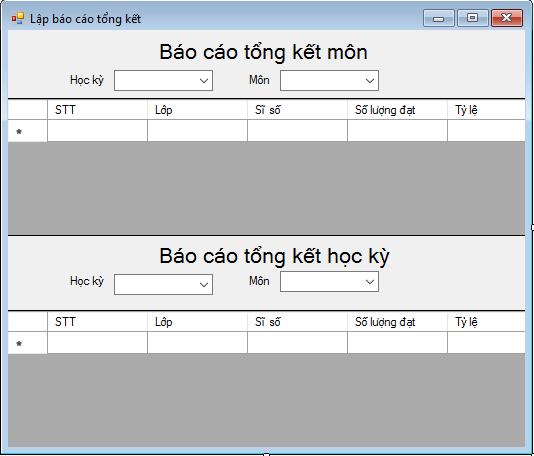 Lập báo cáo tổng kết
Báo cáo tổng kết môn
Học kỳ Môn
STT Lớp Sĩ số Số lượng đạt Tỷ lệ
*
Báo cáo tổng kết học kỳ
Học kỳ Môn
STT Lớp Sĩ số Số lượng đạt Tỷ lệ
*